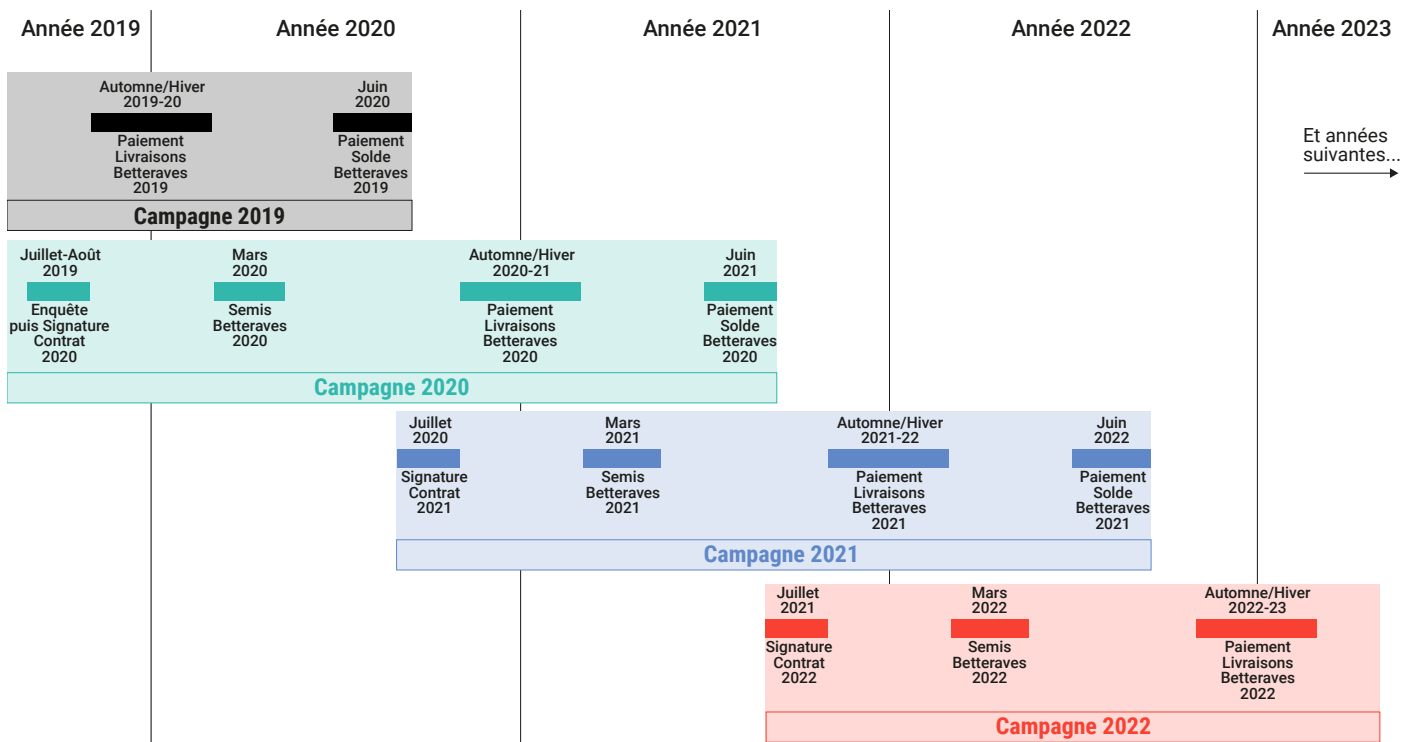 Année 2019
Année 2020
Année 2021
Année 2022
Année 2023
Automne/Hiver
2019-20
Paiement
Livraisons
Betteraves
2019
Juin
2020
Paiement
Solde
Betteraves
2019
Campagne 2019
Et années
suivantes...
Juillet-Août
2019
Enquête
puis Signature
Contrat
2020
Mars
2020
Semis
Betteraves
2020
Automne/Hiver
2020-21
Paiement
Livraisons
Betteraves
2020
Juin
2021
Paiement
Solde
Betteraves
2020
Campagne 2020
Juillet
2020
Signature
Contrat
2021
Mars
2021
Semis
Betteraves
2021
Automne/Hiver
2021-22
Paiement
Livraisons
Betteraves
2021
Juin
2022
Paiement
Solde
Betteraves
2021
Campagne 2021
Juillet
2021
Signature
Contrat
2022
Mars
2022
Semis
Betteraves
2022
Automne/Hiver
2022-23
Paiement
Livraisons
Betteraves
2022
Campagne 2022